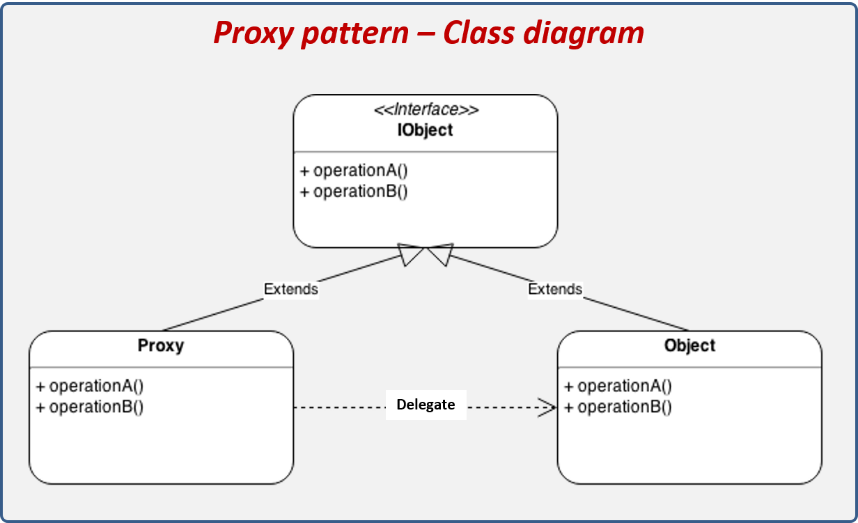 Proxy pattern – Class diagram
<<Interface>>
IObject
+ operationA()
+ operationB()
Extends
Extends
Proxy
+ operationA()
+ operationB()
Delegate
Object
+ operationA()
+ operationB()